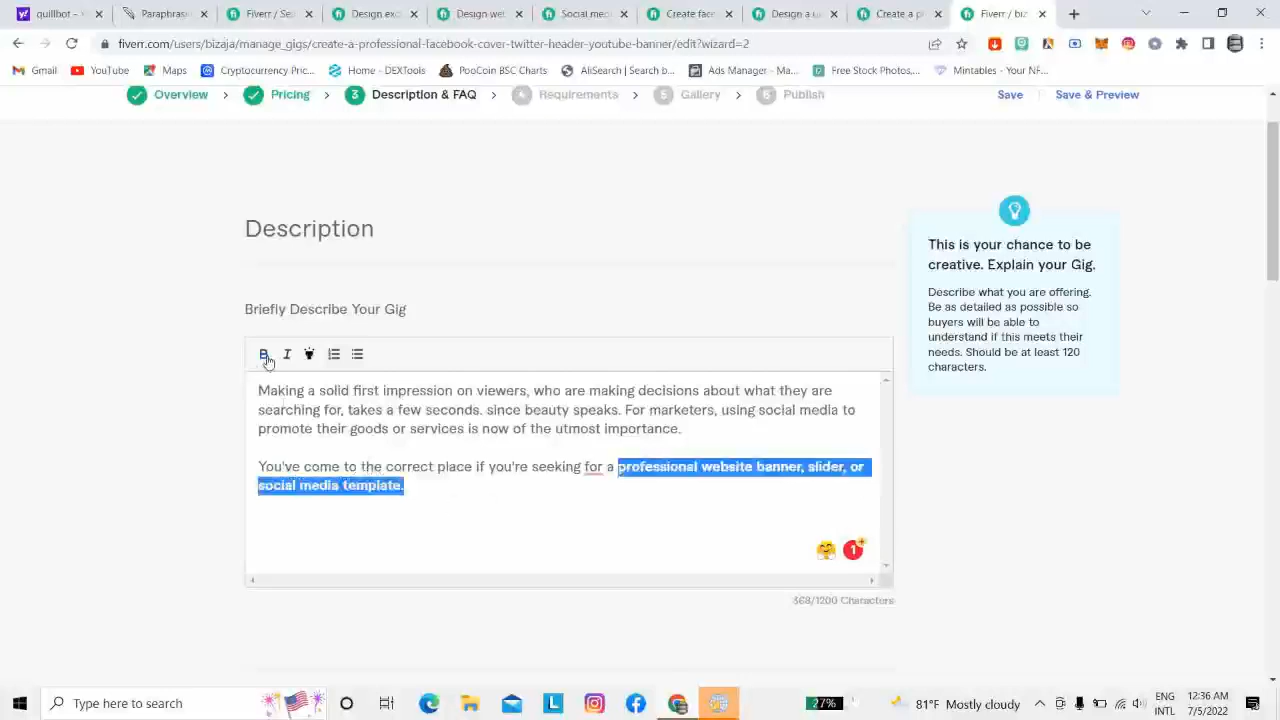 quillbot - Paraphras Fiverr Design exc Design wet Social medi Create face Design a u Create a p Fiverr / biz
fiverr.com/users/bizaja/manage_gigs/create-a-professional-facebook-cover-twitter-header-youtube-banner/edit?wizard=2
Gmail YouTube Maps Cryptocurrency Pric... Home - DEXTools PooCoin BSC Charts AliSearch | Search b... Ads Manager - Ma... Free Stock Photos,... Mintables - Your NF...
Overview Pricing 3 Description & FAQ 4 Requirements 5 Gallery 6 Publish Save Save & Preview
Description
This is your chance to be
creative. Explain your Gig.
Describe what you are offering.
Be as detailed as possible so
buyers will be able to
understand if this meets their
needs. Should be at least 120
characters.
Briefly Describe Your Gig
B I
Making a solid first impression on viewers, who are making decisions about what they are
searching for, takes a few seconds. since beauty speaks. For marketers, using social media to
promote their goods or services is now of the utmost importance.
You've come to the correct place if you're seeking for a professional website banner, slider, or
social media template.
1
368/1200 Characters
Type here to search
27%
81°F Mostly cloudy
ENG
INTL
12:36 AM
7/5/2022